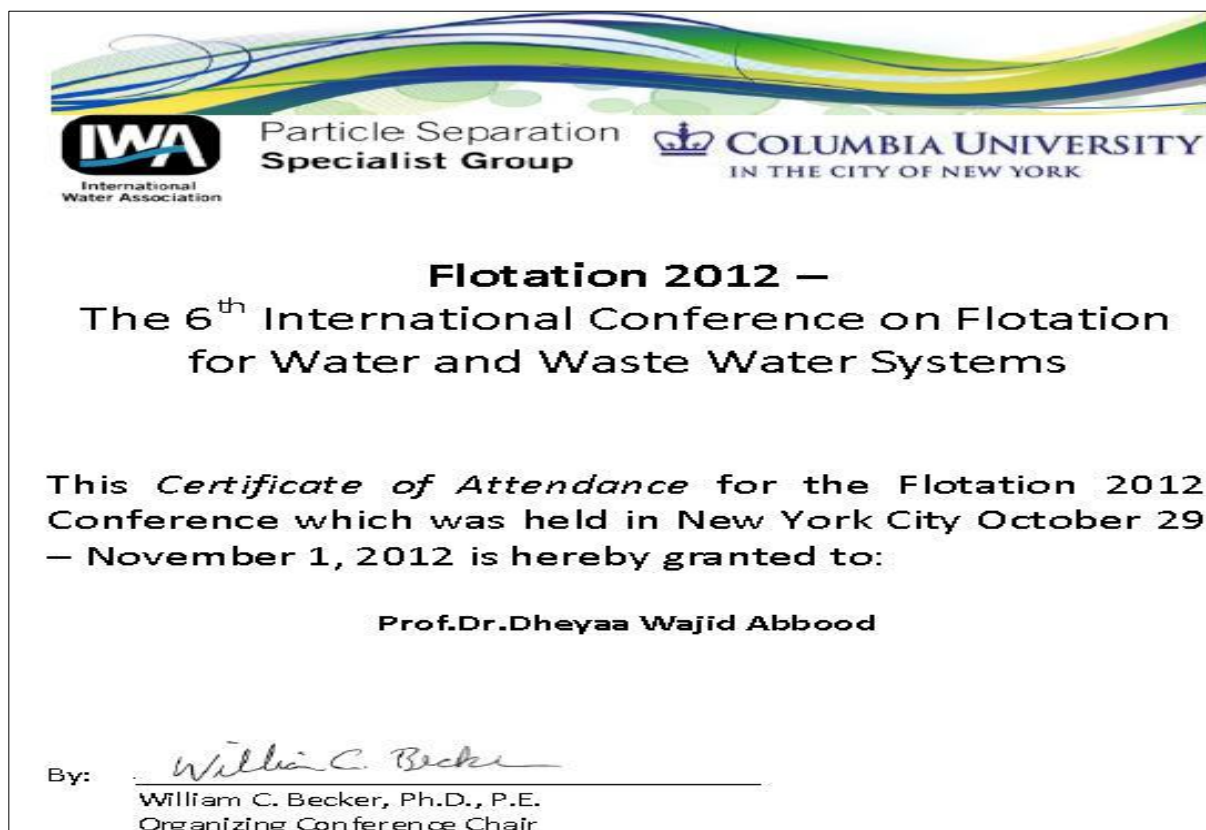 IWA
International
Water Association
Particle Separation
Specialist Group
COLUMBIA UNIVERSITY
IN THE CITY OF NEW YORK
Flotation 2012 –
The 6th International Conference on Flotation
for Water and Waste Water Systems
This Certificate of Attendance for the Flotation 2012
Conference which was held in New York City October 29
– November 1, 2012 is hereby granted to:
Prof.Dr.Dheyaa Wajid Abbood
William C. Becker
By:
William C. Becker, Ph.D., P.E.
Organizing Conference Chair